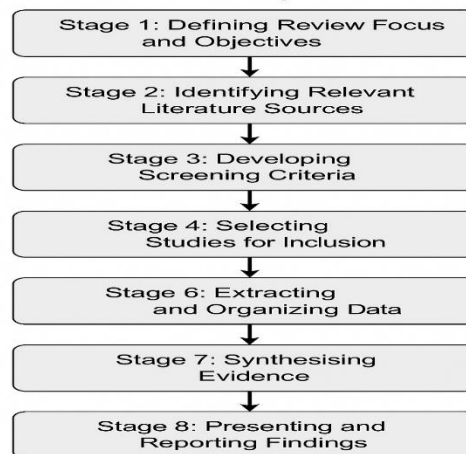 Stage 1: Defining Review Focus
and Objectives
Stage 2: Identifying Relevant
Literature Sources
Stage 3: Developing
Screening Criteria
Stage 4: Selecting
Studies for Inclusion
Stage 6: Extracting
and Organizing Data
Stage 7: Synthesising
Evidence
Stage 8: Presenting and
Reporting Findings